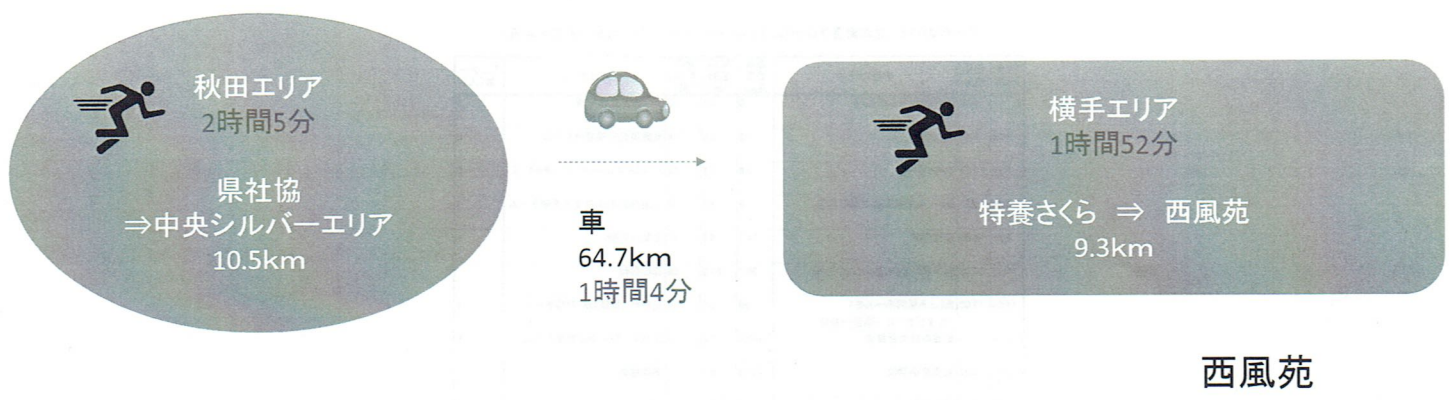 秋田エリア
2時間5分
県社協
⇒中央シルバーエリア
10.5km
車
64.7km
1時間4分
横手エリア
1時間52分
特養さくら ⇒ 西風苑
9.3km
西風苑